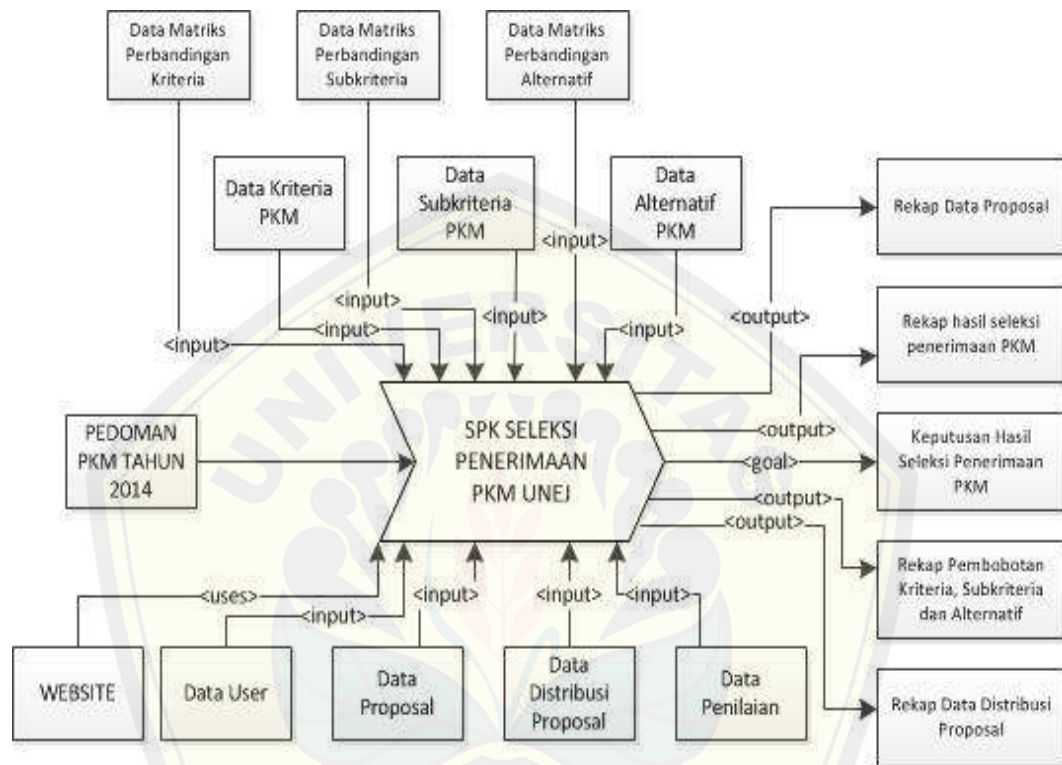 Data Matriks
Perbandingan
Kriteria
Data Matriks
Perbandingan
Subkriteria
Data Matriks
Perbandingan
Alternatif
Data Kriteria
PKM
Data
Subkriteria
PKM
Data
Alternatif
PKM
Rekap Data Proposal
<input>
<input>
<input>
<input>
<input>
<output>
Rekap hasil seleksi
penerimaan PKM
UNIVERSITAS
PEDOMAN
PKM TAHUN
2014
SPK SELEKSI
PENERIMAAN
PKM UNEJ
<output>
<goal>
<output>
<output>
Keputusan Hasil
Seleksi Penerimaan
PKM
<uses>
<input>
<input>
<input>
<input>
Rekap Pembobotan
Kriteria, Subkriteria
dan Alternatif
WEBSITE
Data User
Data
Proposal
Data
Distribusi
Proposal
Data
Penilaian
Rekap Data Distribusi
Proposal